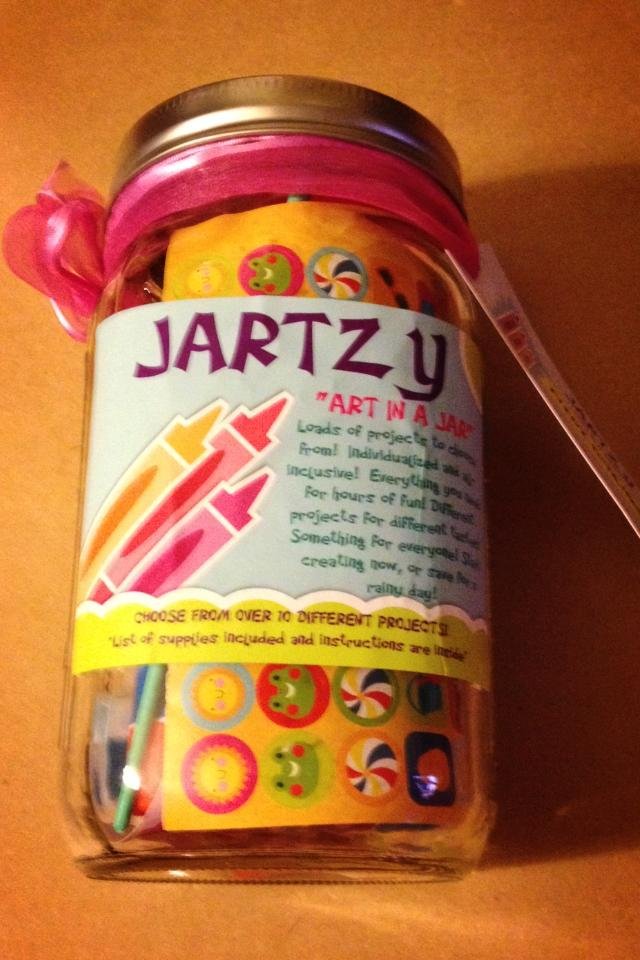 JARTZY
"ART IN A JAR"
Loads of projects to
from! Individualized and
inclusive! Everything you
for hours of fun! Different
projects for different
Something for everyone!
creating now, or save for a
rainy day!
CHOOSE FROM OVER 10 DIFFERENT PROJECTS!
*List of supplies included and instructions are inside*